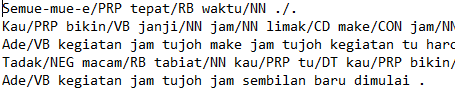 Semue-mue-e/PRP tepat/RB waktu/NN ./.
Kau/PRP bikin/VB janji/NN jam/NN limak/CD make/CON jam/NN
Ade/VB kegiatan jam tujoh make jam tujoh kegiatan tu
Tadak/NEG macam/RB tabiat/NN kau/PRP tu/DT kau/PRP bikin/
Ade/VB kegiatan jam tujoh jam sembilan baru dimulai .